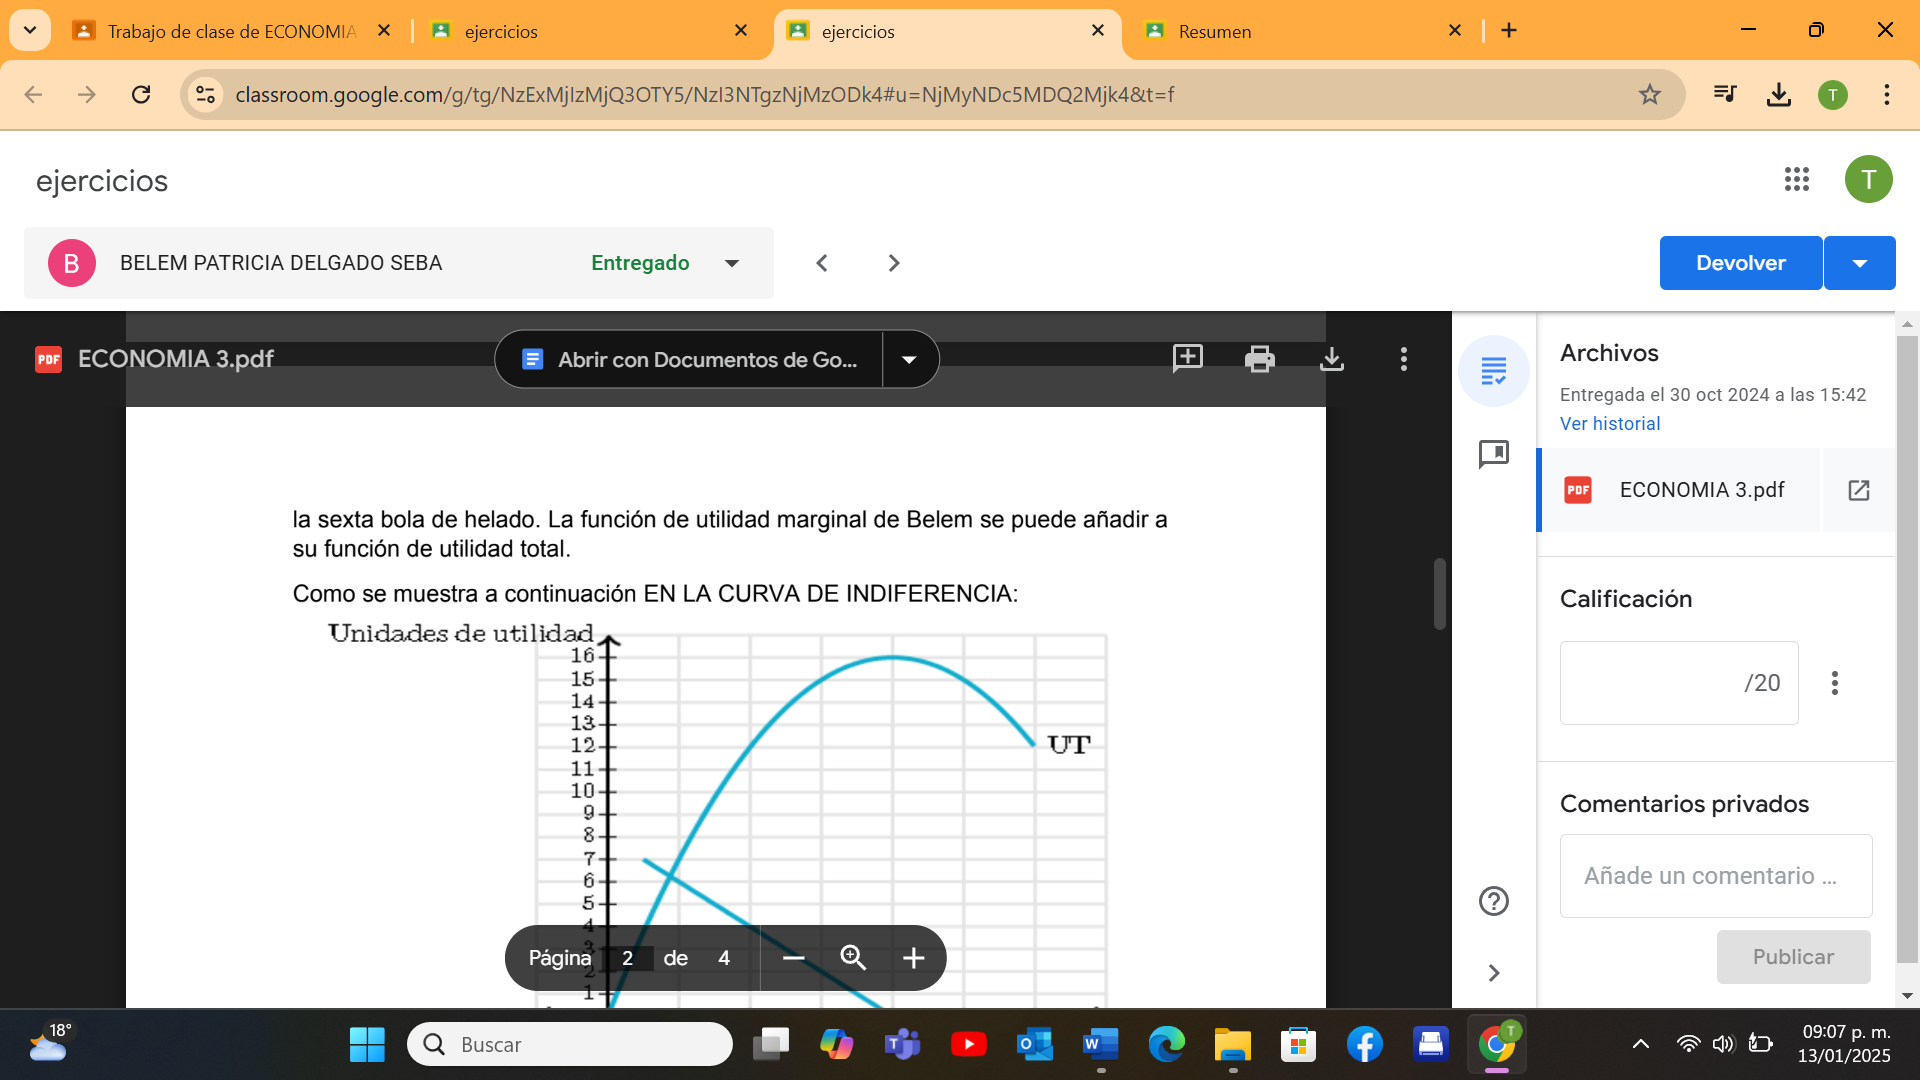 Trabajo de clase de ECONOMIA
ejercicios
ejercicios
Resumen
classroom.google.com/g/tg/NzExMjIzMjQ3OTY5/NzI3NTgzNjMzODk4#u=NjMyNDc5MDQ2Mjk4&t=f
T
ejercicios
T
B
BELEM PATRICIA DELGADO SEBA
Entregado
Devolver
PDF
ECONOMIA 3.pdf
Abrir con Documentos de Go...
la sexta bola de helado. La función de utilidad marginal de Belem se puede añadir a
su función de utilidad total.
Como se muestra a continuación EN LA CURVA DE INDIFERENCIA:
Unidades de utilidad
16
15
14
13
12
11
10
9
8
7
6
5
4
3
2
1
UT
Página 2 de 4
Archivos
Entregada el 30 oct 2024 a las 15:42
Ver historial
PDF
ECONOMIA 3.pdf
Calificación
/20
Comentarios privados
Añade un comentario ...
Publicar
18°
Buscar
T
09:07 p. m.
13/01/2025